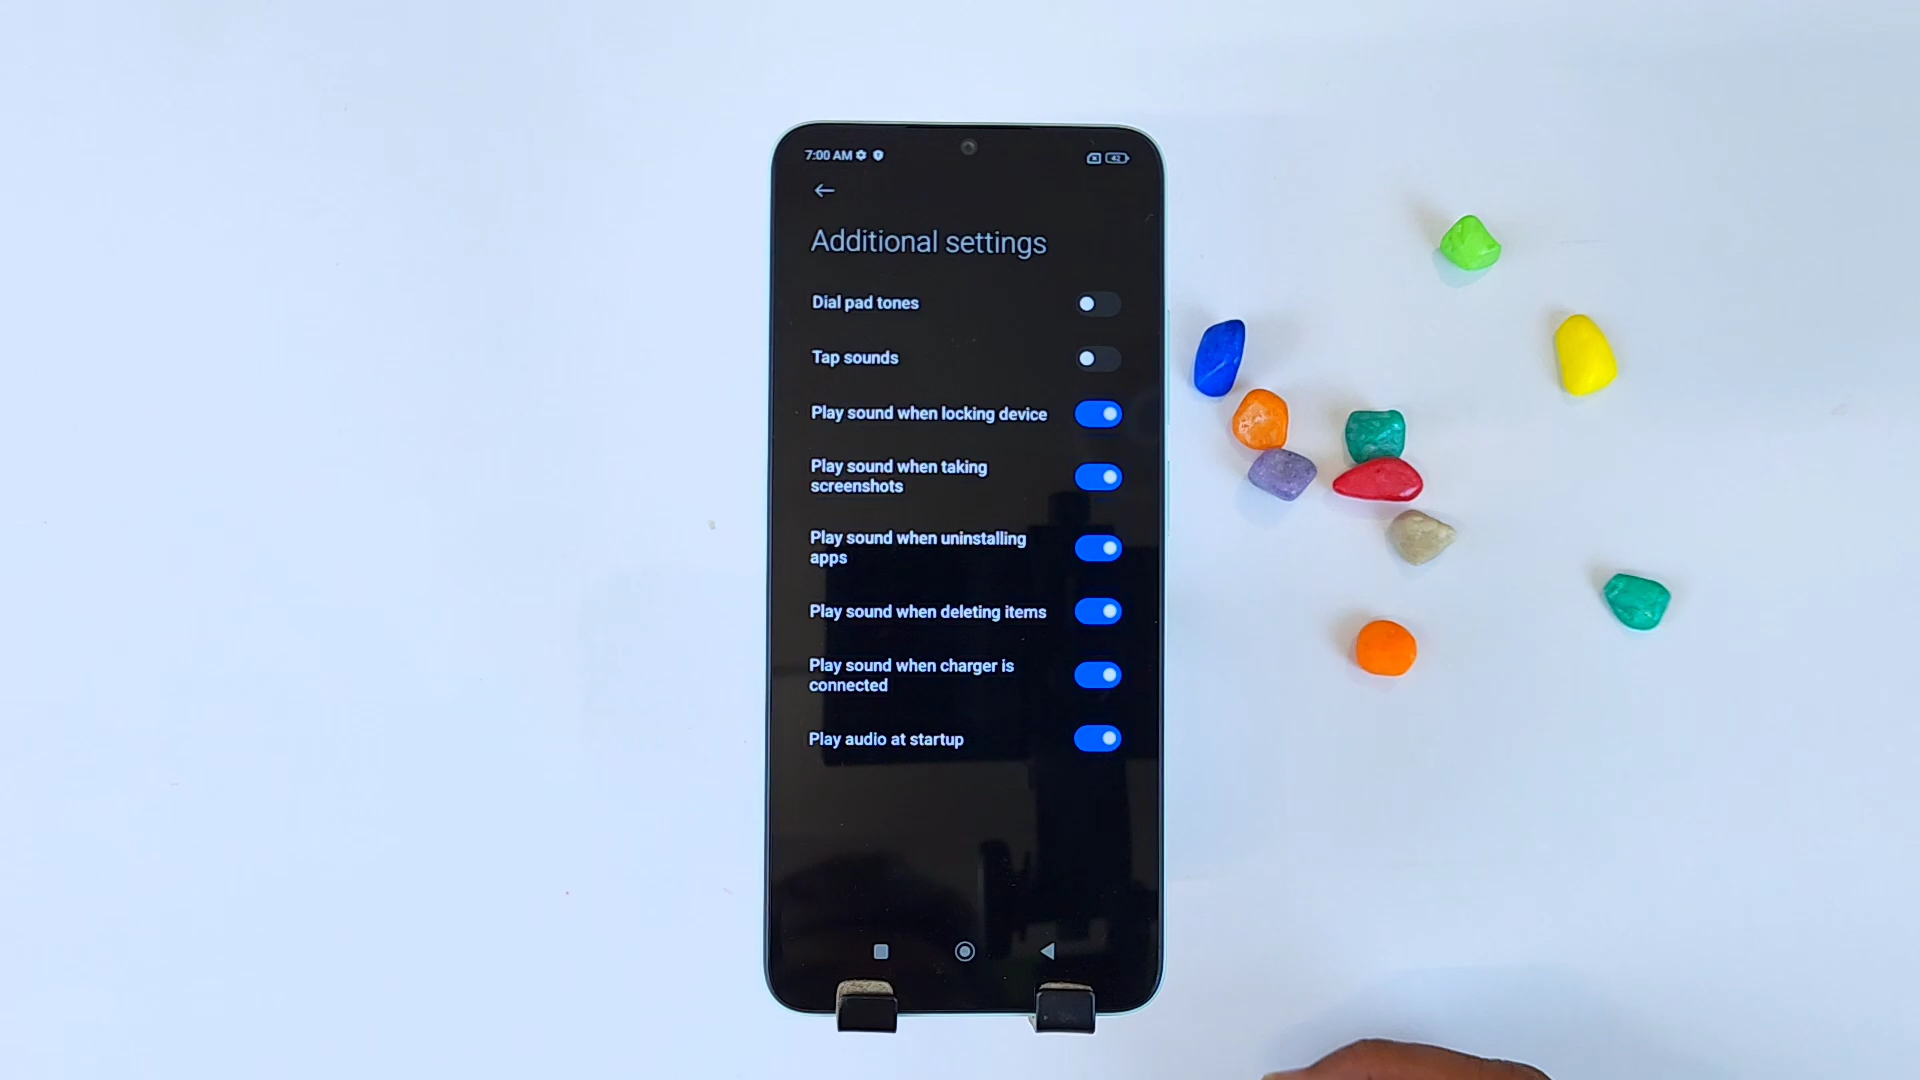 7:00 AM
42
Additional settings
Dial pad tones
Tap sounds
Play sound when locking device
Play sound when taking
screenshots
Play sound when uninstalling
apps
Play sound when deleting items
Play sound when charger is
connected
Play audio at startup